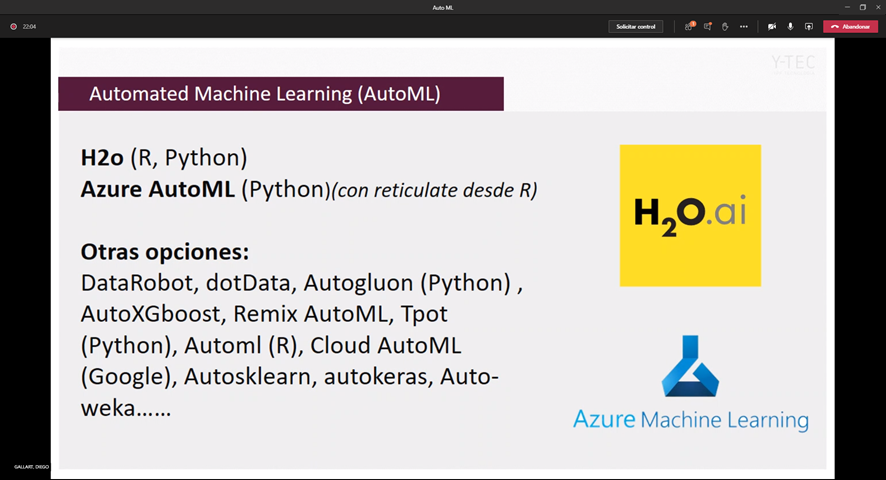 Auto ML
22:04
Solicitar control
Abandonar
Y-TEC
Automated Machine Learning (AutoML)
H2o (R, Python)
Azure AutoML (Python)(con reticulate desde R)
Otras opciones:
DataRobot, dotData, Autogluon (Python) ,
AutoXGboost, Remix AutoML, Tpot
(Python), Automl (R), Cloud AutoML
(Google), Autosklearn, autokeras, Auto-
weka......
H2O.ai
Azure Machine Learning
GALLART, DIEGO